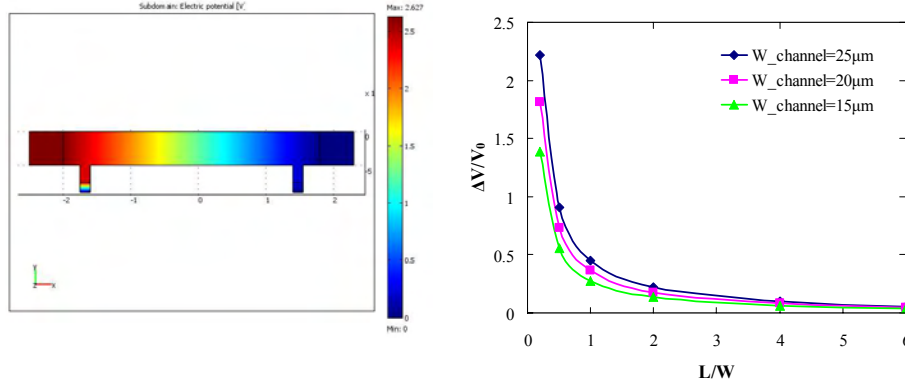 Subdomain: Electric potential [V]
Max: 2.627
2.5
2
1.5
1
0.5
0
Min: 0
x 1
0
-5
-2
-1
0
1
2
Y
Z
X
2.5
2
1.5
1
0.5
0
ΔV/V₀
W_channel=25μm
W_channel=20μm
W_channel=15μm
0
1
2
3
4
5
6
L/W